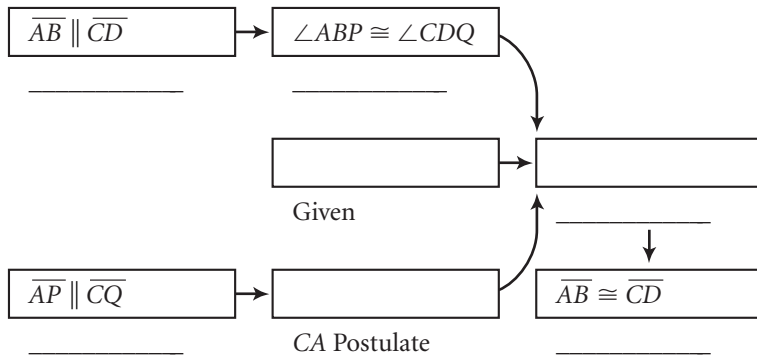 AB ∥ CD
∠ABP ≅ ∠CDQ
Given
AP ∥ CQ
CA Postulate
AB ≅ CD